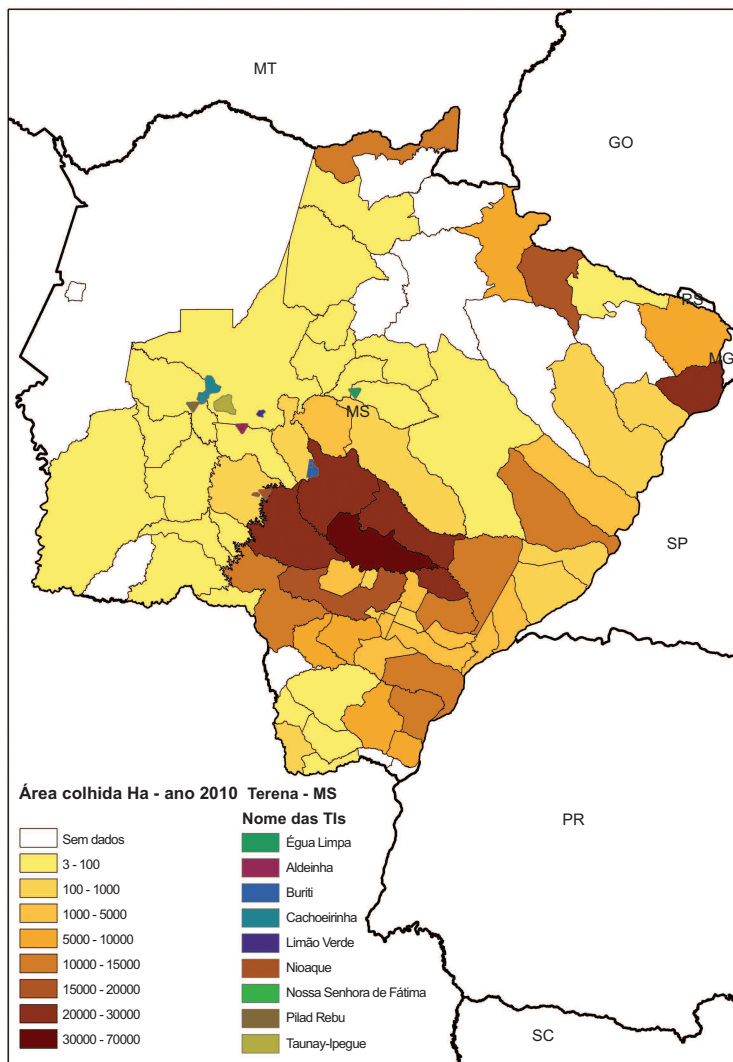 MT
GO
RS
MG
MS
SP
PR
SC
Área colhida Ha - ano 2010
Sem dados
3 - 100
100 - 1000
1000 - 5000
5000 - 10000
10000 - 15000
15000 - 20000
20000 - 30000
30000 - 70000
Terena - MS
Nome das TIs
Égua Limpa
Aldeinha
Buriti
Cachoeirinha
Limão Verde
Nioaque
Nossa Senhora de Fátima
Pilad Rebu
Taunay-Ipegue